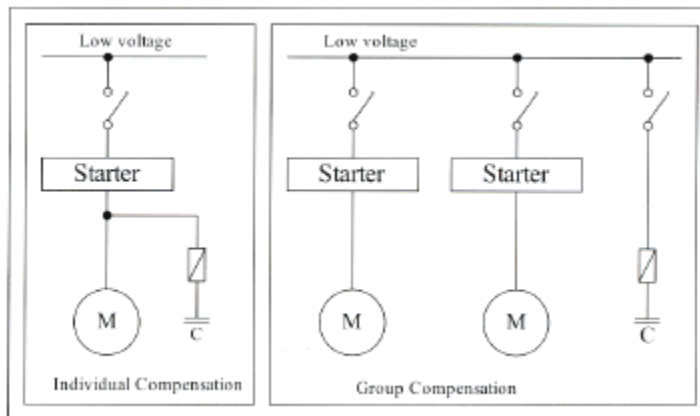 Low voltage
Starter
M
C
Individual Compensation
Low voltage
Starter
Starter
M
M
C
Group Compensation